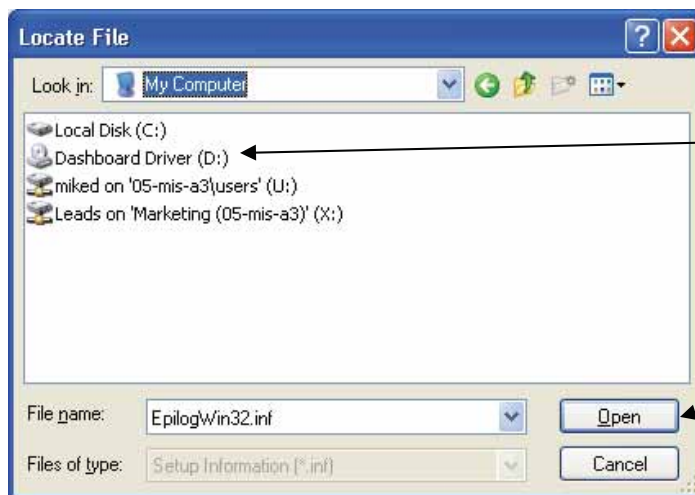 Locate File
Look in: My Computer
Local Disk (C:)
Dashboard Driver (D:)
miked on '05-mis-a3\users' (U:)
Leads on 'Marketing (05-mis-a3)' (X:)
File name: EpilogWin32.inf Open
Files of type: Setup Information (*.inf) Cancel